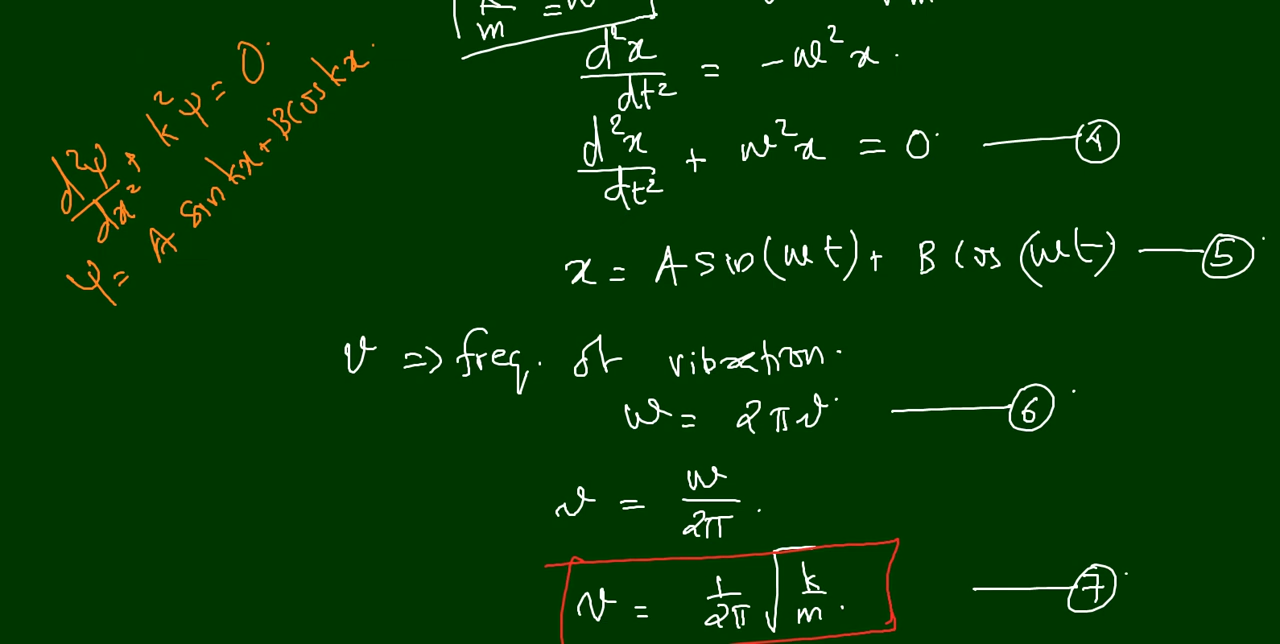 k/m = ω
m
d²x/dt² = -ω²x.
d²x/dt² + ω²x = 0 —— ④
x = A sin(ωt) + B cos(ωt) —— ⑤
ν => freq. of vibration.
ω = 2πν —— ⑥
ν = ω/2π.
ν = 1/2π √k/m. —— ⑦
d²ψ/dx² + k²ψ = 0
ψ = A sin kx + B cos kx.